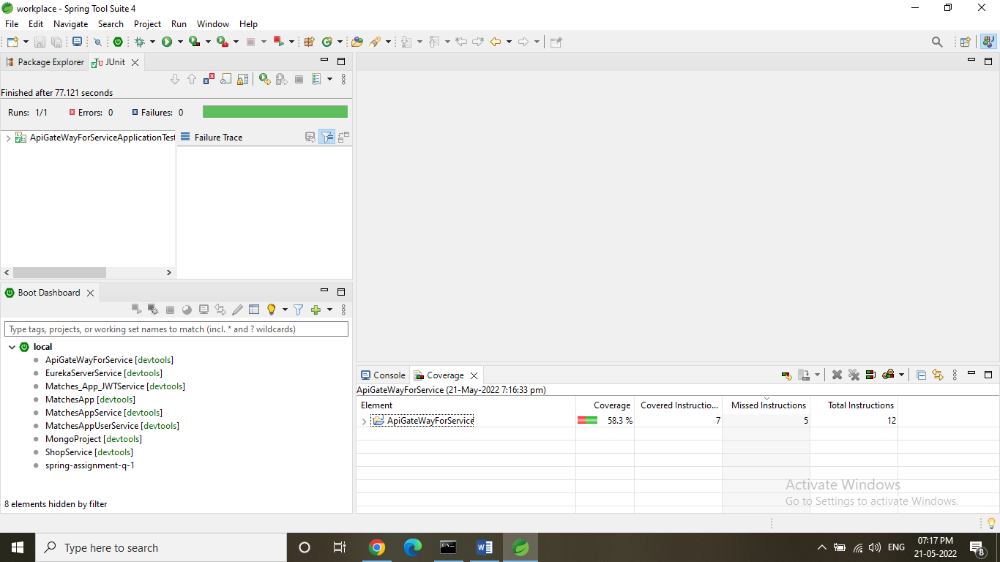 workplace - Spring Tool Suite 4
File Edit Navigate Search Project Run Window Help
Package Explorer
JUnit
Finished after 77.121 seconds
Runs: 1/1 Errors: 0 Failures: 0
ApiGateWayForServiceApplicationTest
Failure Trace
Boot Dashboard
Type tags, projects, or working set names to match (incl. * and ? wildcards)
local
ApiGateWayForService [devtools]
EurekaServerService [devtools]
Matches_App_JWTService [devtools]
MatchesApp [devtools]
MatchesAppService [devtools]
MatchesAppUserService [devtools]
MongoProject [devtools]
ShopService [devtools]
spring-assignment-q-1
8 elements hidden by filter
Console
Coverage
ApiGateWayForService (21-May-2022 7:16:33 pm)
Element Coverage Covered Instructio... Missed Instructions Total Instructions
ApiGateWayForService 58.3 % 7 5 12
Activate Windows
Go to Settings to activate Windows.
Type here to search
ENG
07:17 PM
21-05-2022
8